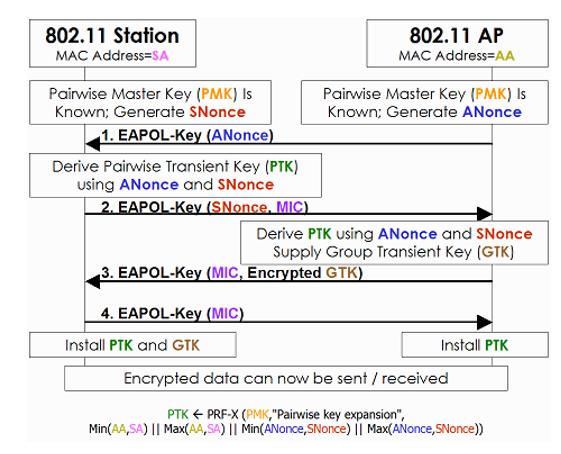 802.11 Station
MAC Address=SA
802.11 AP
MAC Address=AA
Pairwise Master Key (PMK) Is
Known; Generate SNonce
Pairwise Master Key (PMK) Is
Known; Generate ANonce
1. EAPOL-Key (ANonce)
Derive Pairwise Transient Key (PTK)
using ANonce and SNonce
2. EAPOL-Key (SNonce, MIC)
Derive PTK using ANonce and SNonce
Supply Group Transient Key (GTK)
3. EAPOL-Key (MIC, Encrypted GTK)
4. EAPOL-Key (MIC)
Install PTK and GTK
Install PTK
Encrypted data can now be sent / received
PTK ← PRF-X (PMK,"Pairwise key expansion",
Min(AA,SA) || Max(AA,SA) || Min(ANonce,SNonce) || Max(ANonce,SNonce))